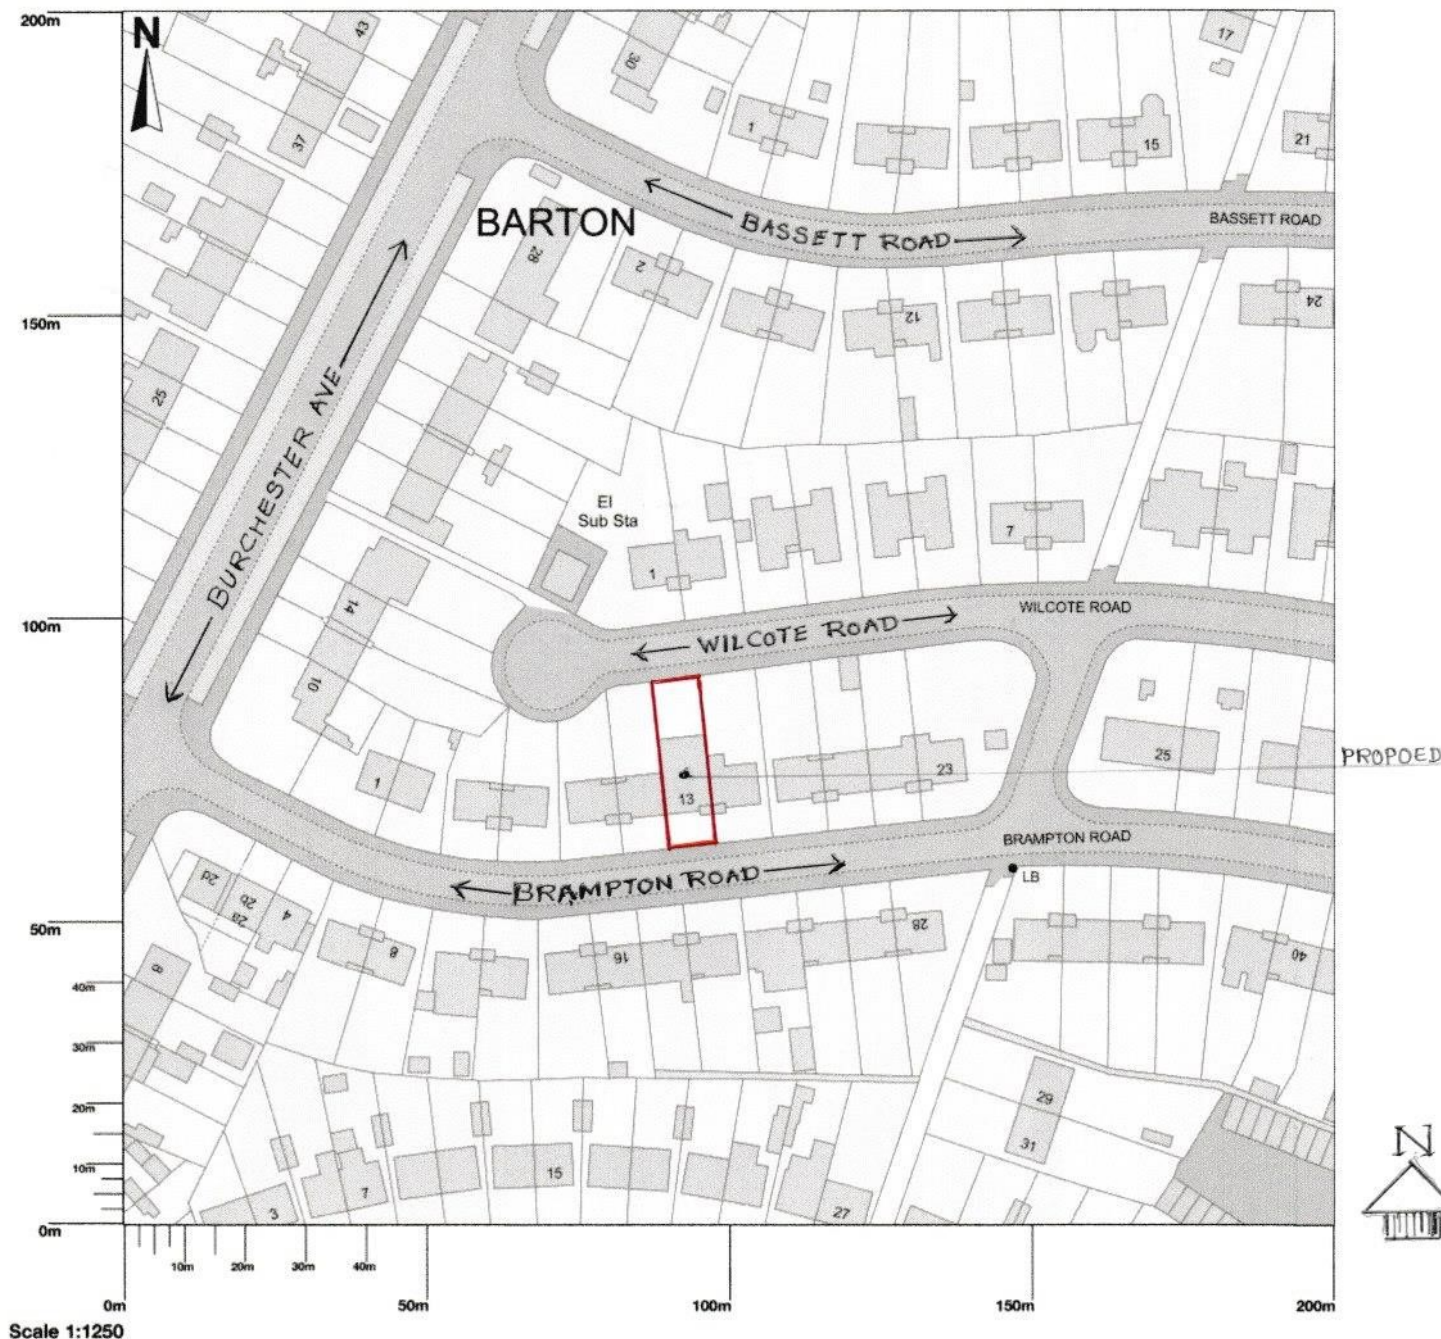 200m
N
43
30
17
37
1
15
21
BARTON
28
2
BASSETT ROAD
BASSETT ROAD
12
24
150m
25
BURCHESTER AVE
El
Sub Sta
1
7
14
100m
WILCOTE ROAD
WILCOTE ROAD
10
1
13
23
25
PROPOED
BRAMPTON ROAD
BRAMPTON ROAD
LB
2d
2b
2a
4
8
8
16
28
40
50m
40m
30m
20m
10m
0m
29
31
3
7
15
27
N
10m
20m
30m
40m
0m
50m
100m
150m
200m
Scale 1:1250